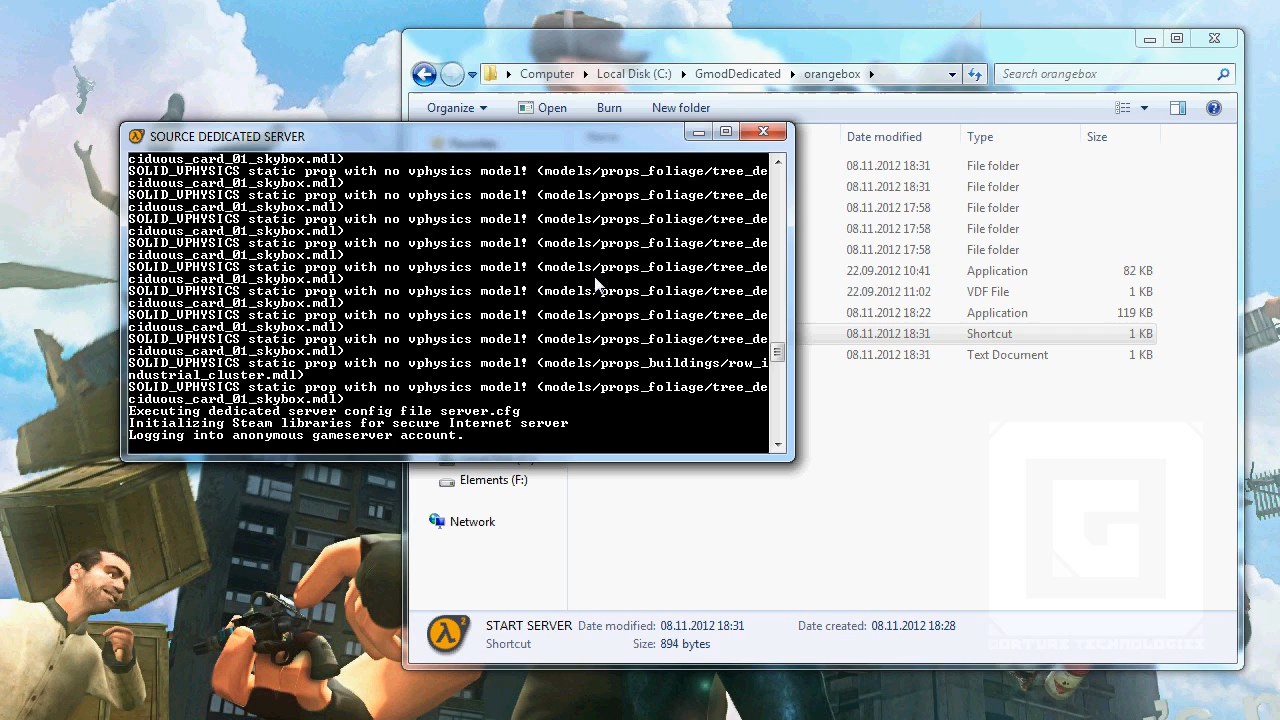 Computer
Local Disk (C:)
GmodDedicated
orangebox
Search orangebox
Organize
Open
Burn
New folder
SOURCE DEDICATED SERVER
ciduous_card_01_skybox.mdl)
SOLID_VPHYSICS static prop with no vphysics model! (models/props_foliage/tree_de
ciduous_card_01_skybox.mdl)
SOLID_VPHYSICS static prop with no vphysics model! (models/props_foliage/tree_de
ciduous_card_01_skybox.mdl)
SOLID_VPHYSICS static prop with no vphysics model! (models/props_foliage/tree_de
ciduous_card_01_skybox.mdl)
SOLID_VPHYSICS static prop with no vphysics model! (models/props_foliage/tree_de
ciduous_card_01_skybox.mdl)
SOLID_VPHYSICS static prop with no vphysics model! (models/props_foliage/tree_de
ciduous_card_01_skybox.mdl)
SOLID_VPHYSICS static prop with no vphysics model! (models/props_foliage/tree_de
ciduous_card_01_skybox.mdl)
SOLID_VPHYSICS static prop with no vphysics model! (models/props_foliage/tree_de
ciduous_card_01_skybox.mdl)
SOLID_VPHYSICS static prop with no vphysics model! (models/props_foliage/tree_de
ciduous_card_01_skybox.mdl)
SOLID_VPHYSICS static prop with no vphysics model! (models/props_buildings/row_i
ndustrial_cluster.mdl)
SOLID_VPHYSICS static prop with no vphysics model! (models/props_foliage/tree_de
ciduous_card_01_skybox.mdl)
Executing dedicated server config file server.cfg
Initializing Steam libraries for secure Internet server
Logging into anonymous gameserver account.
Date modified Type Size
08.11.2012 18:31 File folder
08.11.2012 18:31 File folder
08.11.2012 17:58 File folder
08.11.2012 17:58 File folder
08.11.2012 17:58 File folder
22.09.2012 10:41 Application 82 KB
22.09.2012 11:02 VDF File 1 KB
08.11.2012 18:22 Application 119 KB
08.11.2012 18:31 Shortcut 1 KB
08.11.2012 18:31 Text Document 1 KB
Elements (F:)
Network
START SERVER Date modified: 08.11.2012 18:31 Date created: 08.11.2012 18:28
Shortcut Size: 894 bytes